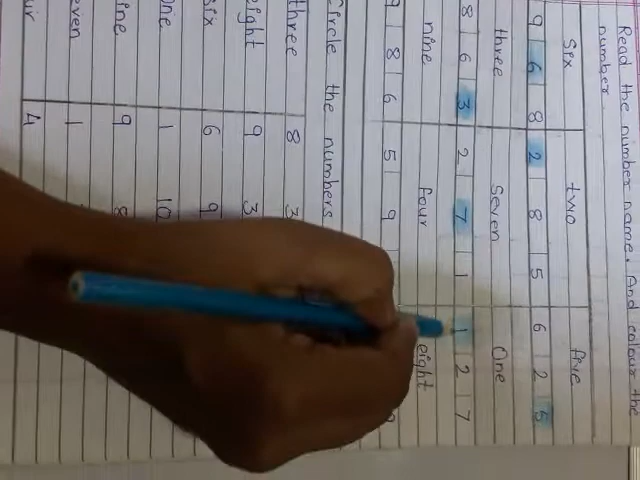 Read the number name. And colour the
number.
Six two five
9 6 8 2 8 5 6 2 5
three Seven One
8 6 3 2 7 1 1 2 7
nine four eight
9 8 6 5 9
Circle the numbers
three 8 3
eight 9 3
six 6 9
One 1 10
nine 9 8
1
4